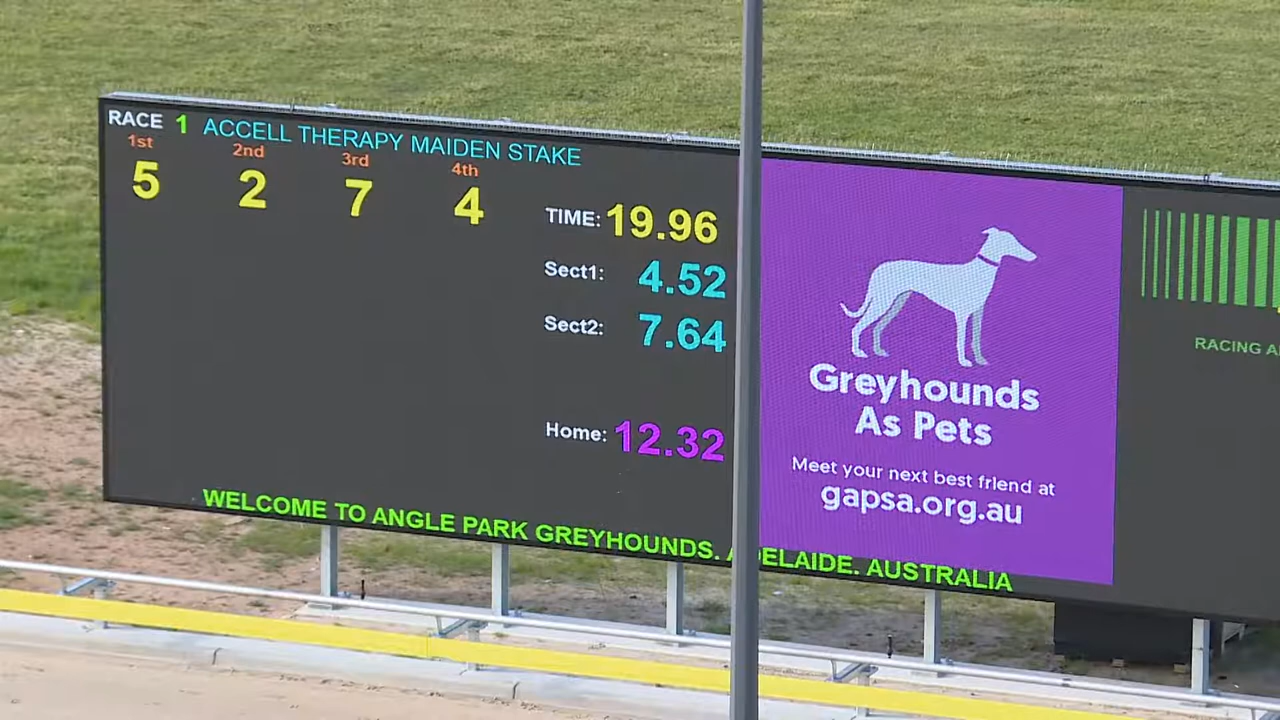 RACE 1 ACCELL THERAPY MAIDEN STAKE
1st 2nd 3rd 4th
5 2 7 4
TIME: 19.96
Sect1: 4.52
Sect2: 7.64
Home: 12.32
Greyhounds
As Pets
Meet your next best friend at
gapsa.org.au
RACING
WELCOME TO ANGLE PARK GREYHOUNDS. ADELAIDE. AUSTRALIA